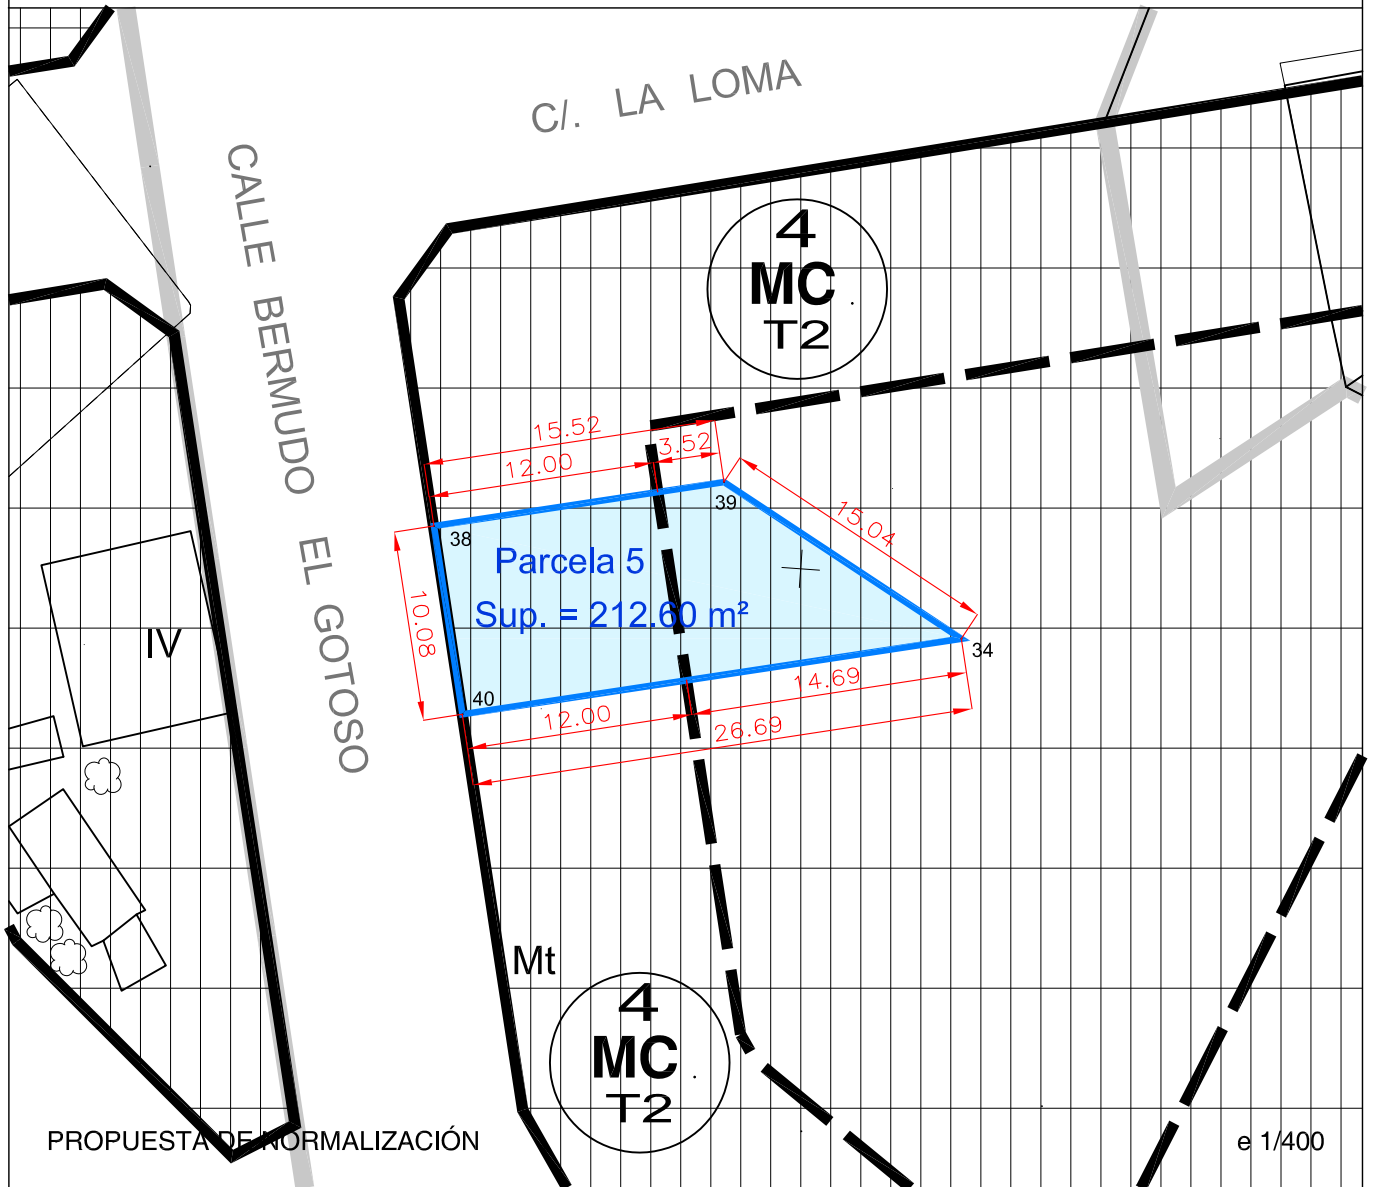 C/. LA LOMA
CALLE BERMUDO EL GOTOSO
4
MC
T2
15.52
12.00
3.52
39
15.04
38
Parcela 5
Sup. = 212.60 m²
10.08
IV
34
40
14.69
12.00
26.69
Mt
4
MC
T2
PROPUESTA DE NORMALIZACIÓN
e 1/400